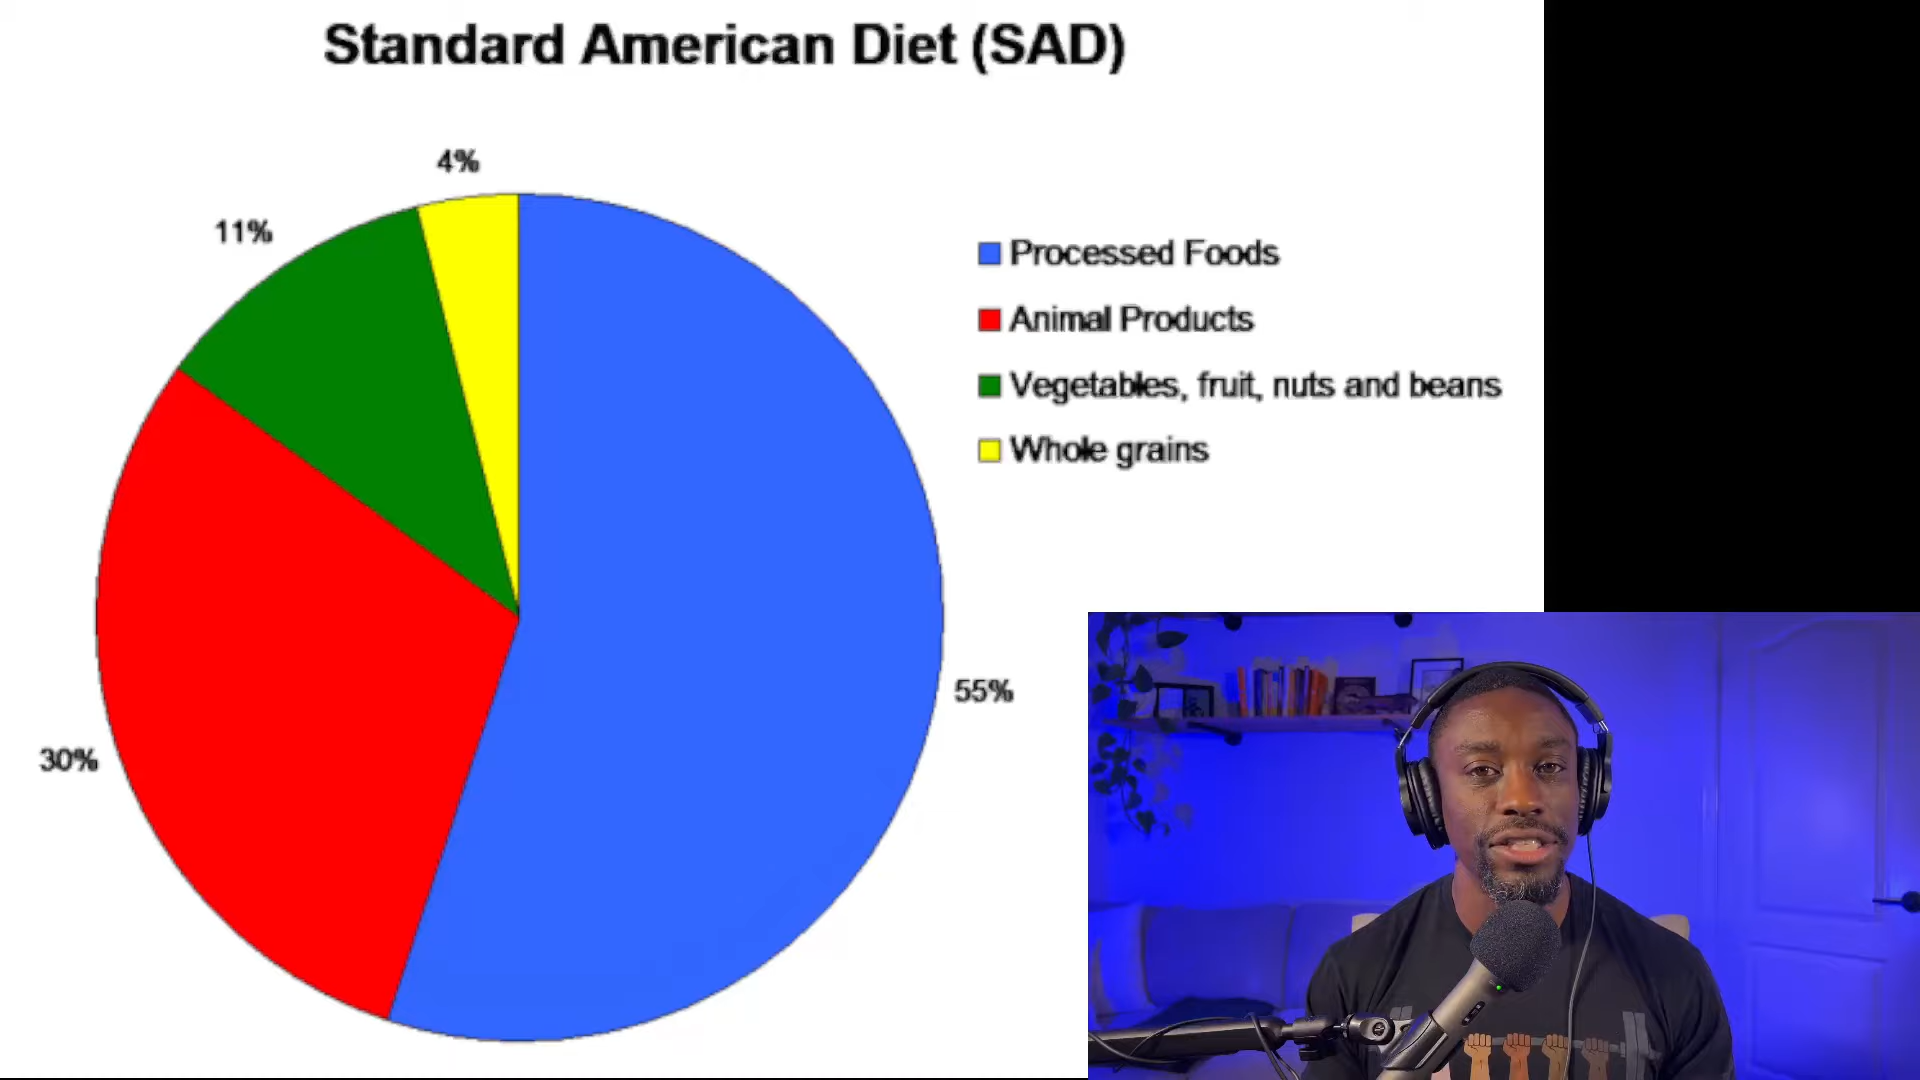 Standard American Diet (SAD)
4%
11%
Processed Foods
Animal Products
Vegetables, fruit, nuts and beans
Whole grains
55%
30%